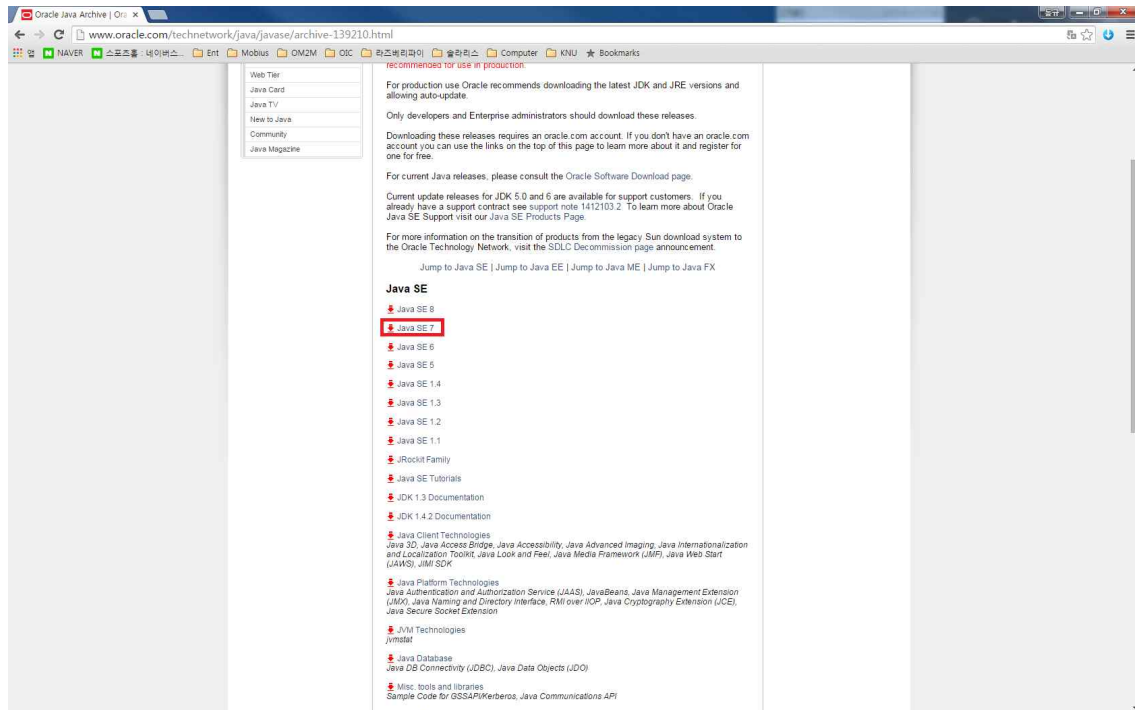 Oracle Java Archive | Ora
www.oracle.com/technetwork/java/javase/archive-139210.html
앱 NAVER 스포츠홈 : 네이버스... Ent Mobius OM2M OIC 라즈베리파이 솔라리스 Computer KNU Bookmarks
Web Tier
Java Card
Java TV
New to Java
Community
Java Magazine
recommended for use in production.
For production use Oracle recommends downloading the latest JDK and JRE versions and
allowing auto-update.
Only developers and Enterprise administrators should download these releases.
Downloading these releases requires an oracle.com account. If you don't have an oracle.com
account you can use the links on the top of this page to learn more about it and register for
one for free.
For current Java releases, please consult the Oracle Software Download page.
Current update releases for JDK 5.0 and 6 are available for support customers. If you
already have a support contract see support note 1412103.2 To learn more about Oracle
Java SE Support visit our Java SE Products Page.
For more information on the transition of products from the legacy Sun download system to
the Oracle Technology Network, visit the SDLC Decommission page announcement.
Jump to Java SE | Jump to Java EE | Jump to Java ME | Jump to Java FX
Java SE
Java SE 8
Java SE 7
Java SE 6
Java SE 5
Java SE 1.4
Java SE 1.3
Java SE 1.2
Java SE 1.1
JRockit Family
Java SE Tutorials
JDK 1.3 Documentation
JDK 1.4.2 Documentation
Java Client Technologies
Java 3D, Java Access Bridge, Java Accessibility, Java Advanced Imaging, Java Internationalization
and Localization Toolkit, Java Look and Feel, Java Media Framework (JMF), Java Web Start
(JAWS), JIMI SDK
Java Platform Technologies
Java Authentication and Authorization Service (JAAS), JavaBeans, Java Management Extension
(JMX), Java Naming and Directory Interface, RMI over IIOP, Java Cryptography Extension (JCE),
Java Secure Socket Extension
JVM Technologies
jvmstat
Java Database
Java DB Connectivity (JDBC), Java Data Objects (JDO)
Misc. tools and libraries
Sample Code for GSSAPI/Kerberos, Java Communications API